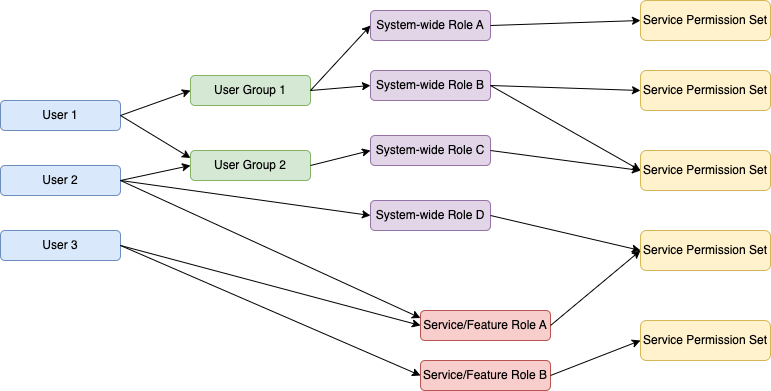 System-wide Role A
Service Permission Set
User Group 1
System-wide Role B
Service Permission Set
User 1
User Group 2
System-wide Role C
Service Permission Set
User 2
System-wide Role D
User 3
Service Permission Set
Service/Feature Role A
Service Permission Set
Service/Feature Role B